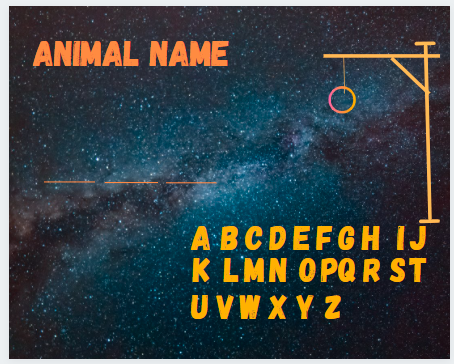 ANIMAL NAME
A B C D E F G H I J
K L M N O P Q R S T
U V W X Y Z